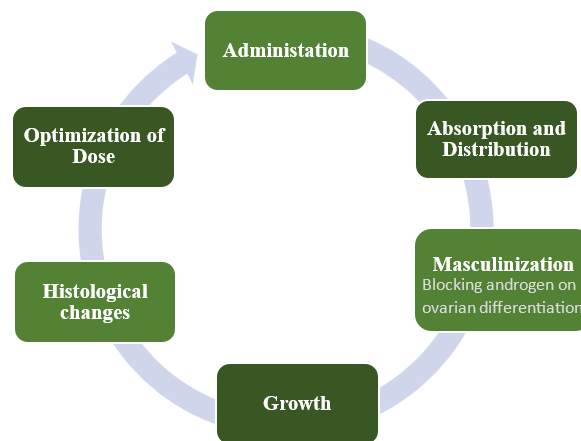 Administation
Absorption and
Distribution
Masculinization
Blocking androgen on
ovarian differentiation
Growth
Histological
changes
Optimization of
Dose